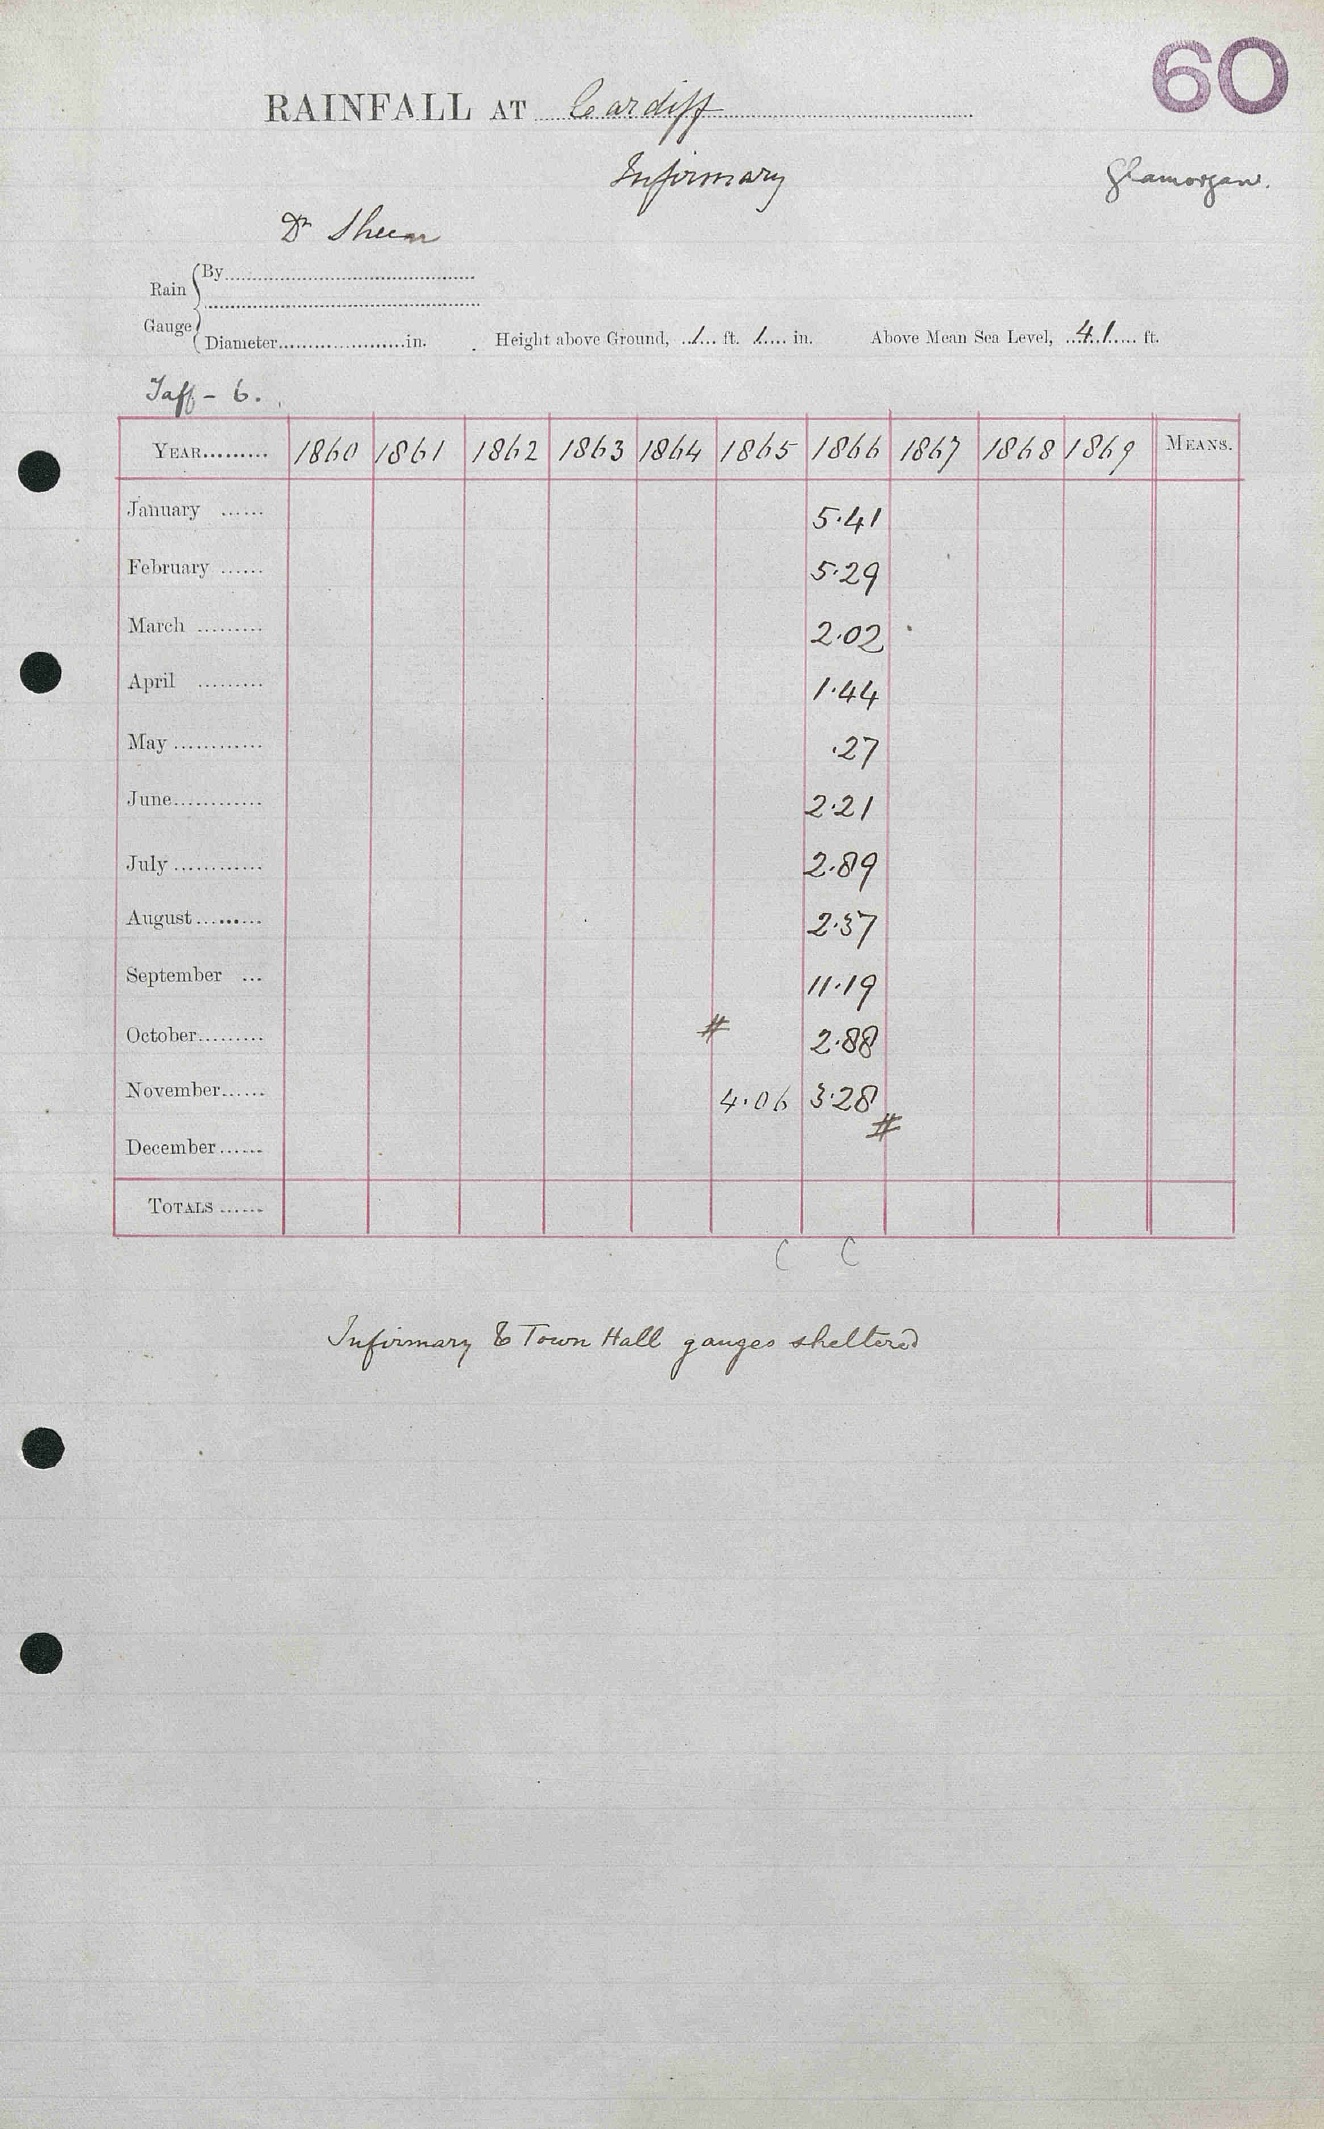 60
RAINFALL AT Cardiff
Infirmary
Glamorgan.
Dr Sheen
Rain Gauge
By
Diameter in. Height above Ground, 1 ft. 1 in. Above Mean Sea Level, 41 ft.
Taff - 6.
YEAR 1860 1861 1862 1863 1864 1865 1866 1867 1868 1869 MEANS.
January 5.41
February 5.29
March 2.02
April 1.44
May .27
June 2.21
July 2.89
August 2.37
September 11.19
October # 2.88
November 4.06 3.28
December #
TOTALS
C C
Infirmary & Town Hall gauges sheltered